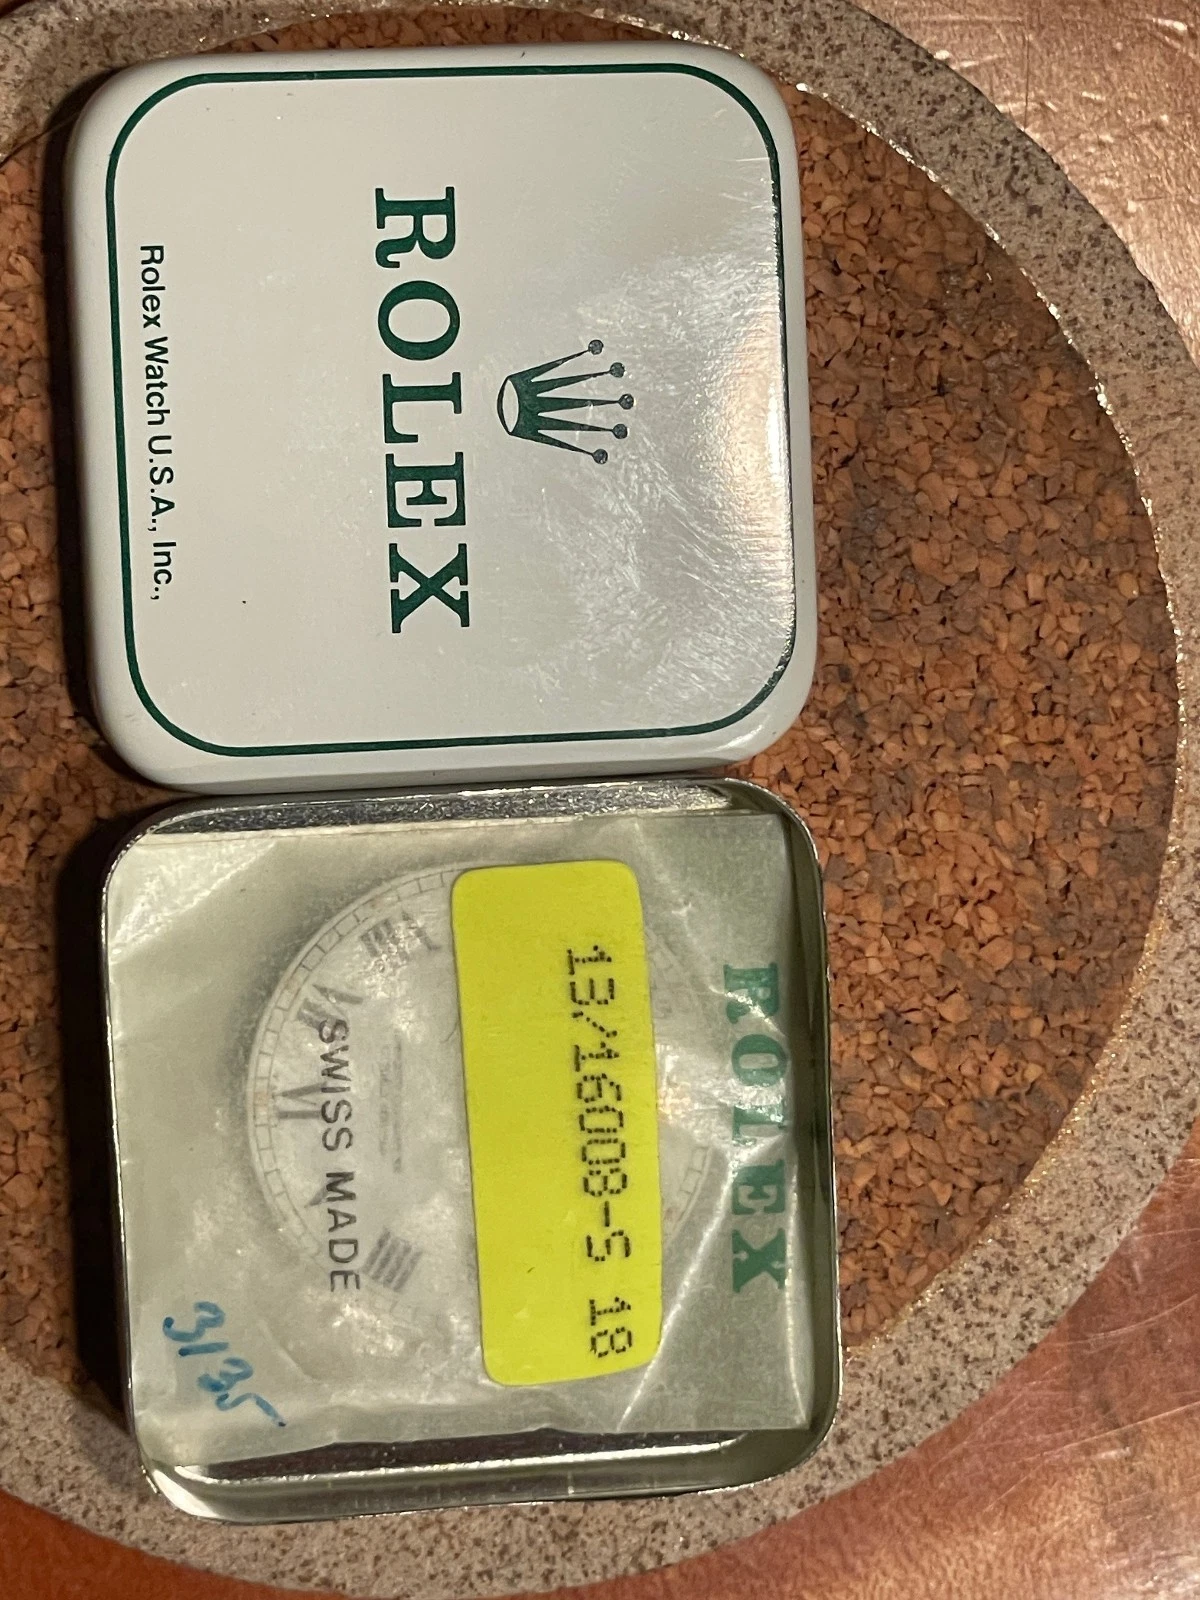 ROLEX
Rolex Watch U.S.A., Inc.,
ROLEX
13/16008-S 18
SWISS MADE
3135